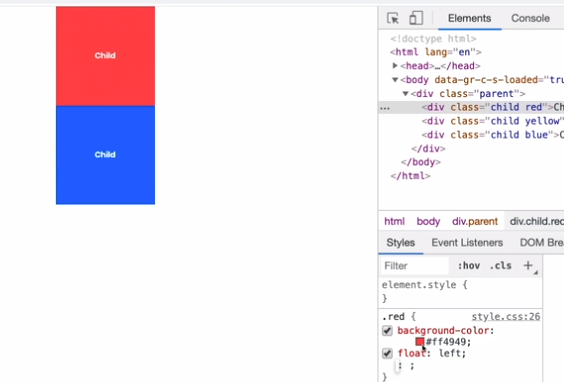 Child
Child
Elements Console
<!doctype html>
<html lang="en">
<head>…</head>
<body data-gr-c-s-loaded="tru
<div class="parent">
<div class="child red">Ch
<div class="child yellow"
<div class="child blue">C
</div>
</body>
</html>
html body div.parent div.child.red
Styles Event Listeners DOM Brea
Filter :hov .cls +
element.style {
}
.red { style.css:26
background-color:
#ff4949;
float: left;
: ;
}